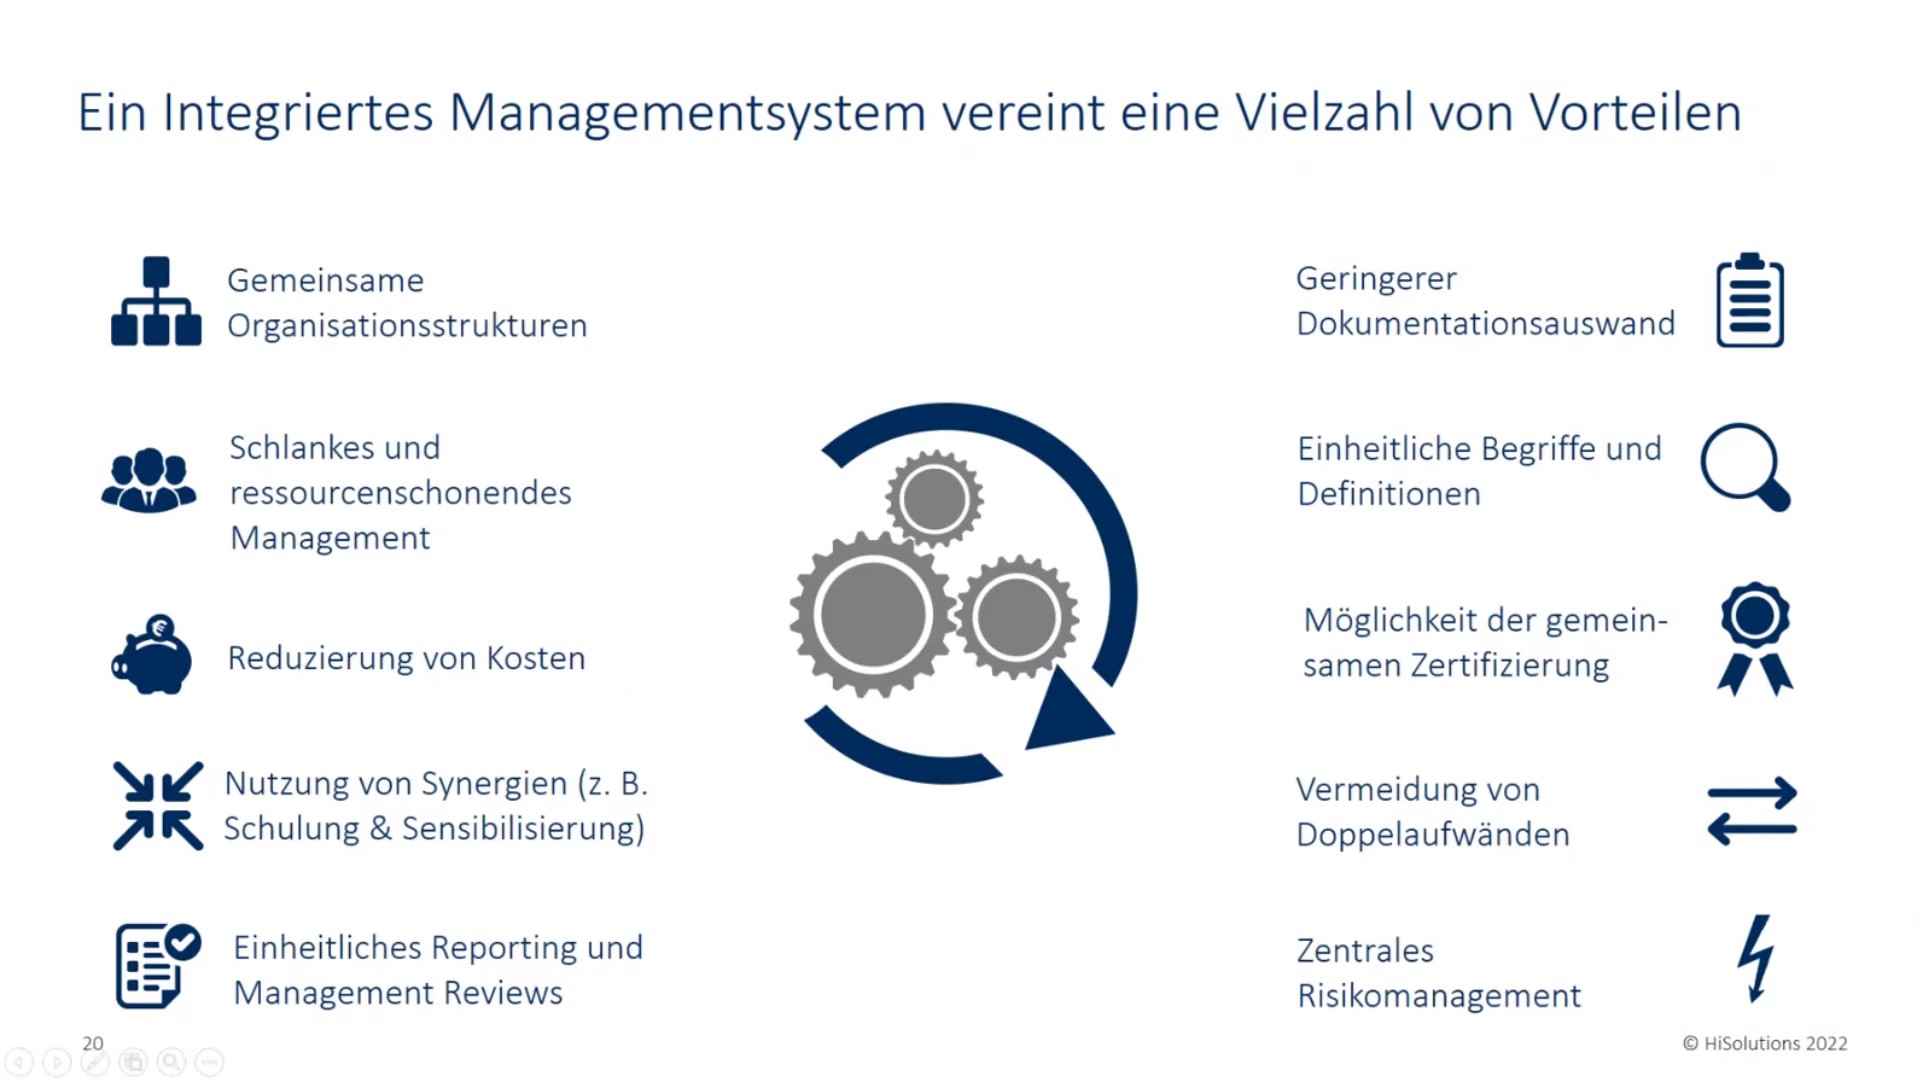 Ein Integriertes Managementsystem vereint eine Vielzahl von Vorteilen
Gemeinsame
Organisationsstrukturen
Schlankes und
ressourcenschonendes
Management
Reduzierung von Kosten
€
Nutzung von Synergien (z. B.
Schulung & Sensibilisierung)
Einheitliches Reporting und
Management Reviews
Geringerer
Dokumentationsauswand
Einheitliche Begriffe und
Definitionen
Möglichkeit der gemein-
samen Zertifizierung
Vermeidung von
Doppelaufwänden
Zentrales
Risikomanagement
20
© HiSolutions 2022